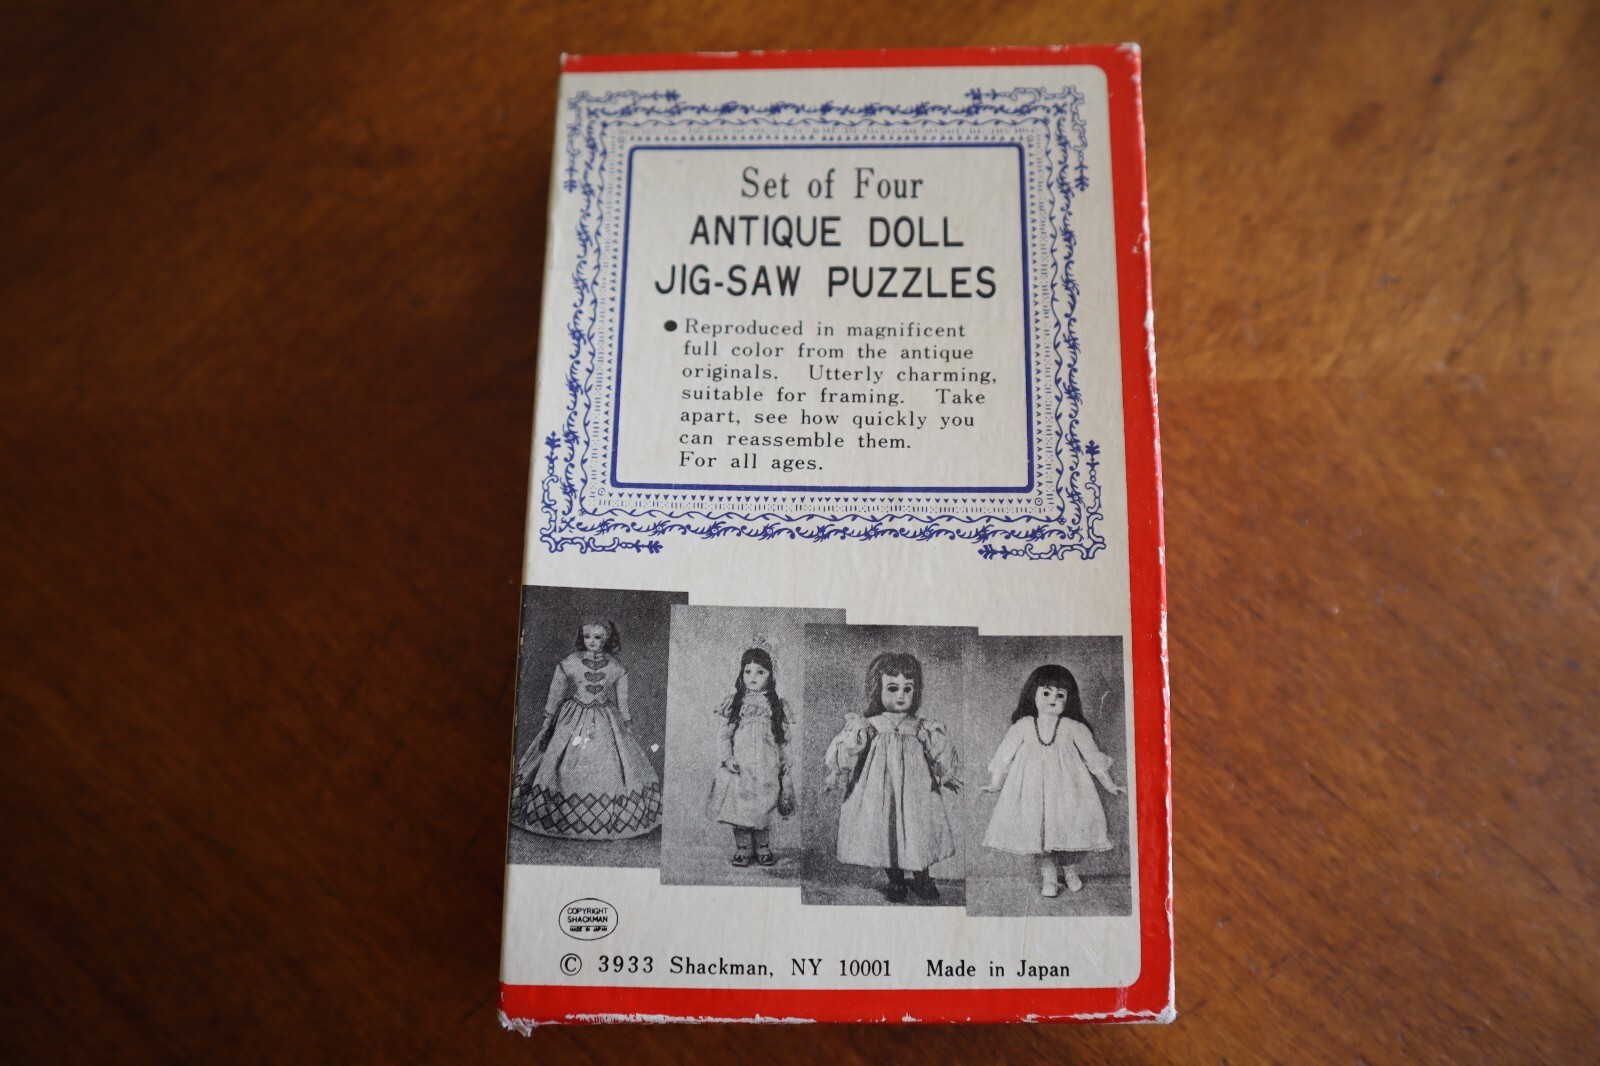 Set of Four
ANTIQUE DOLL
JIG-SAW PUZZLES
● Reproduced in magnificent
full color from the antique
originals. Utterly charming,
suitable for framing. Take
apart, see how quickly you
can reassemble them.
For all ages.
COPYRIGHT
SHACKMAN
MADE IN JAPAN
© 3933 Shackman, NY 10001 Made in Japan